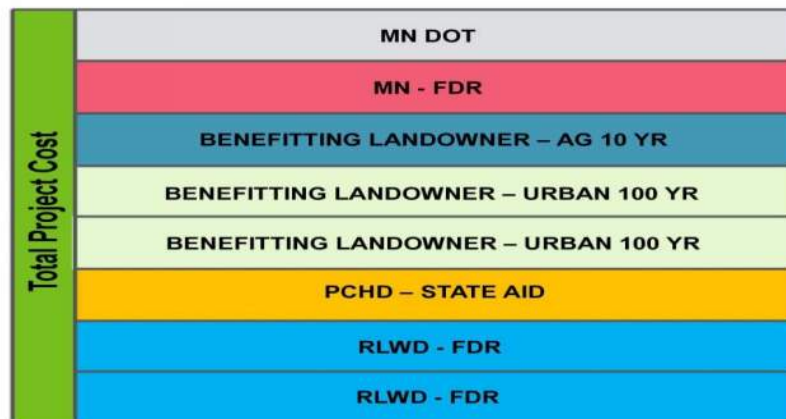 Total Project Cost
MN DOT
MN - FDR
BENEFITTING LANDOWNER – AG 10 YR
BENEFITTING LANDOWNER – URBAN 100 YR
BENEFITTING LANDOWNER – URBAN 100 YR
PCHD – STATE AID
RLWD - FDR
RLWD - FDR